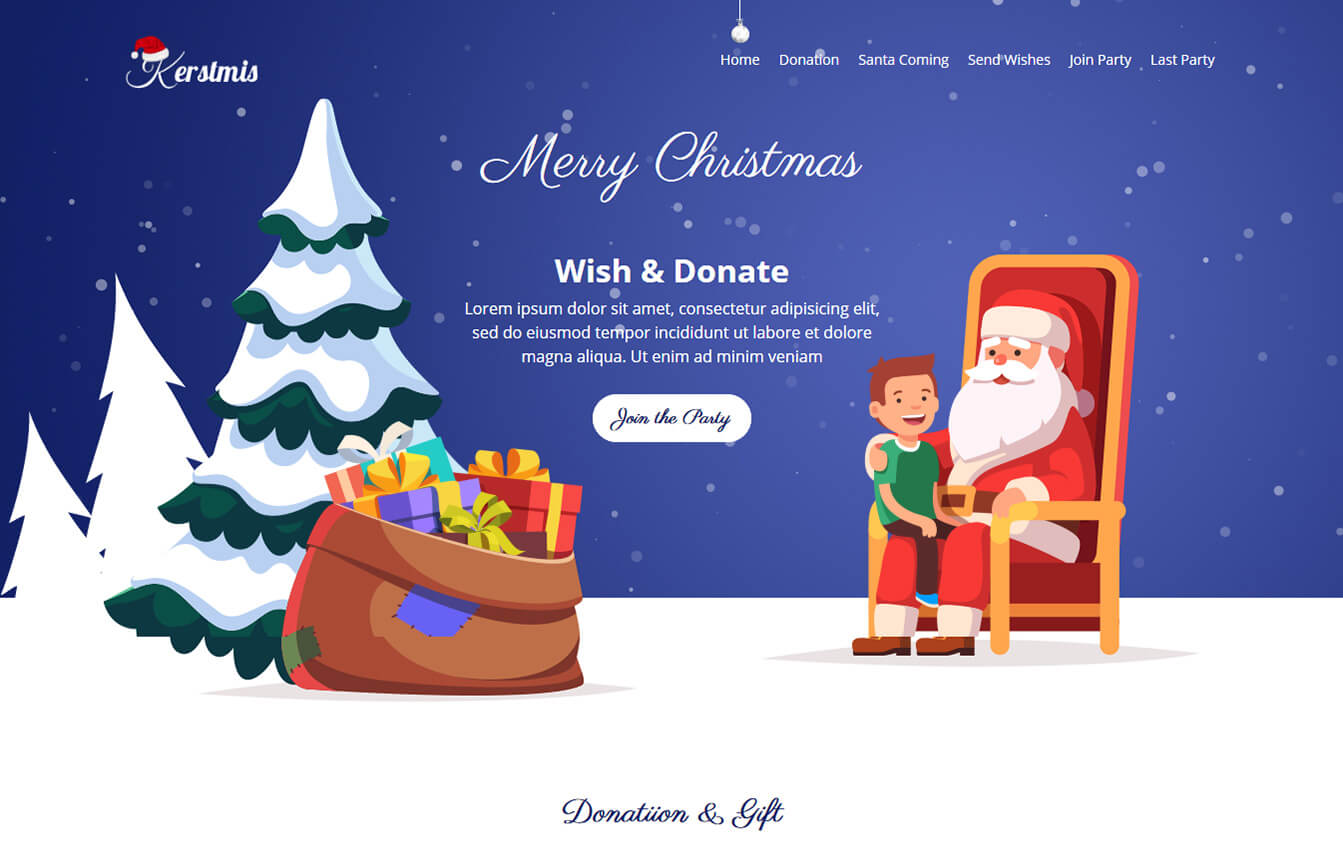 Kerstmis
Home Donation Santa Coming Send Wishes Join Party Last Party
Merry Christmas
Wish & Donate
Lorem ipsum dolor sit amet, consectetur adipisicing elit,
sed do eiusmod tempor incididunt ut labore et dolore
magna aliqua. Ut enim ad minim veniam
Join the Party
Donatiion & Gift